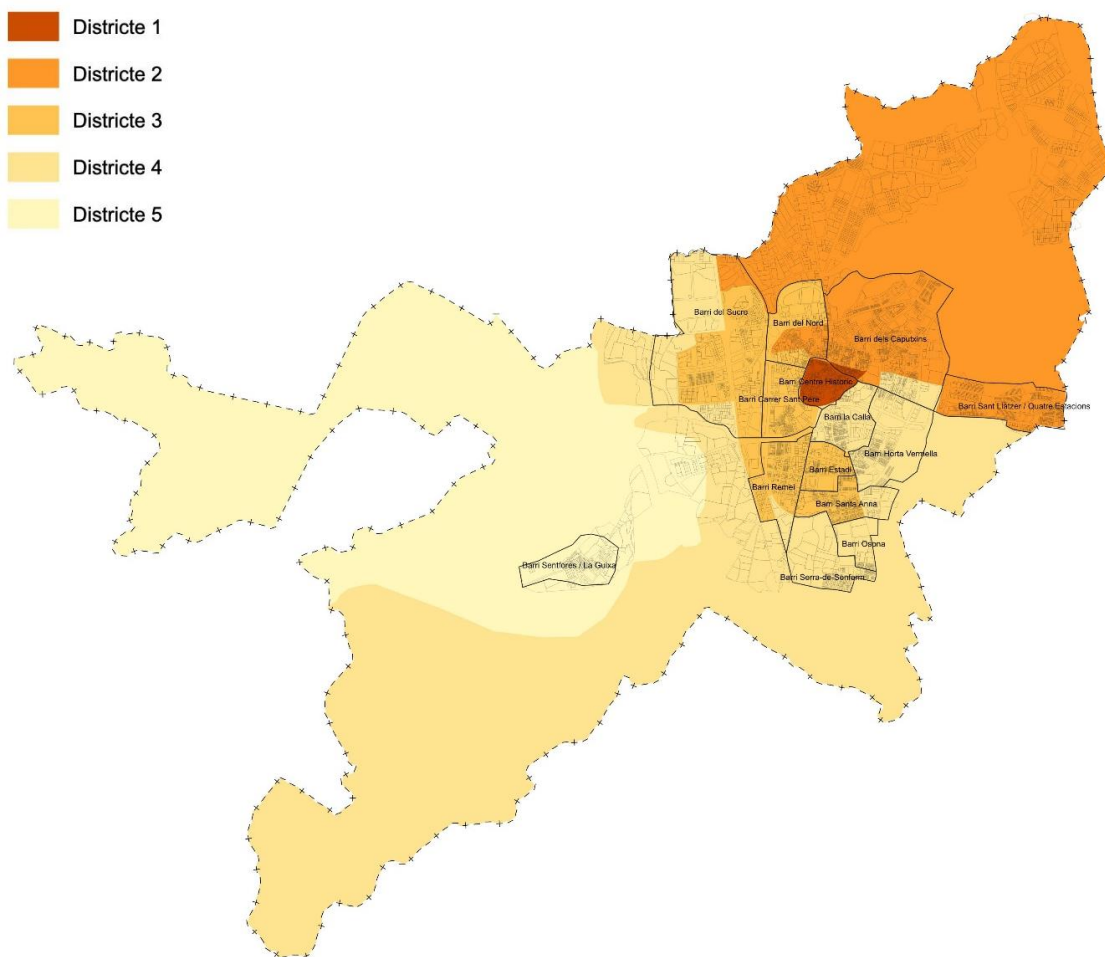 Districte 1
Districte 2
Districte 3
Districte 4
Districte 5
Barri del Sucre
Barri del Nord
Barri dels Caputxins
Barri Centre Històric
Barri Carrer Sant Pere
Barri Sant Llàtzer / Quatre Estacions
Barri la Calla
Barri Horta Vermella
Barri Estadi
Barri Remei
Barri Santa Anna
Barri Osona
Barri Sentfores / La Guixa
Barri Serra-de-Senferm